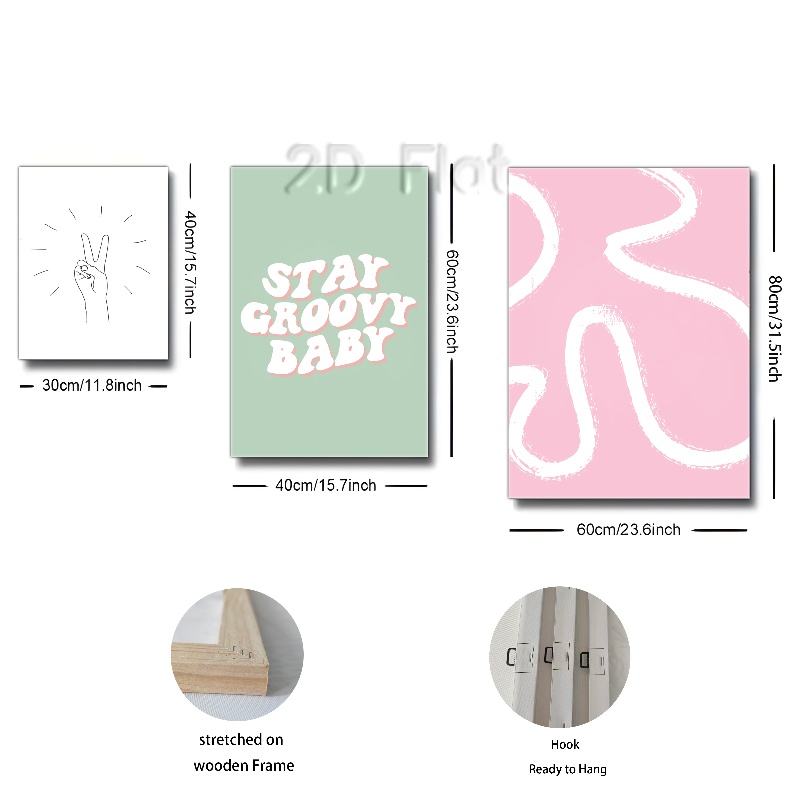 2D Flat
40cm/15.7inch
30cm/11.8inch
STAY
GROOVY
BABY
60cm/23.6inch
40cm/15.7inch
80cm/31.5inch
60cm/23.6inch
stretched on
wooden Frame
Hook
Ready to Hang